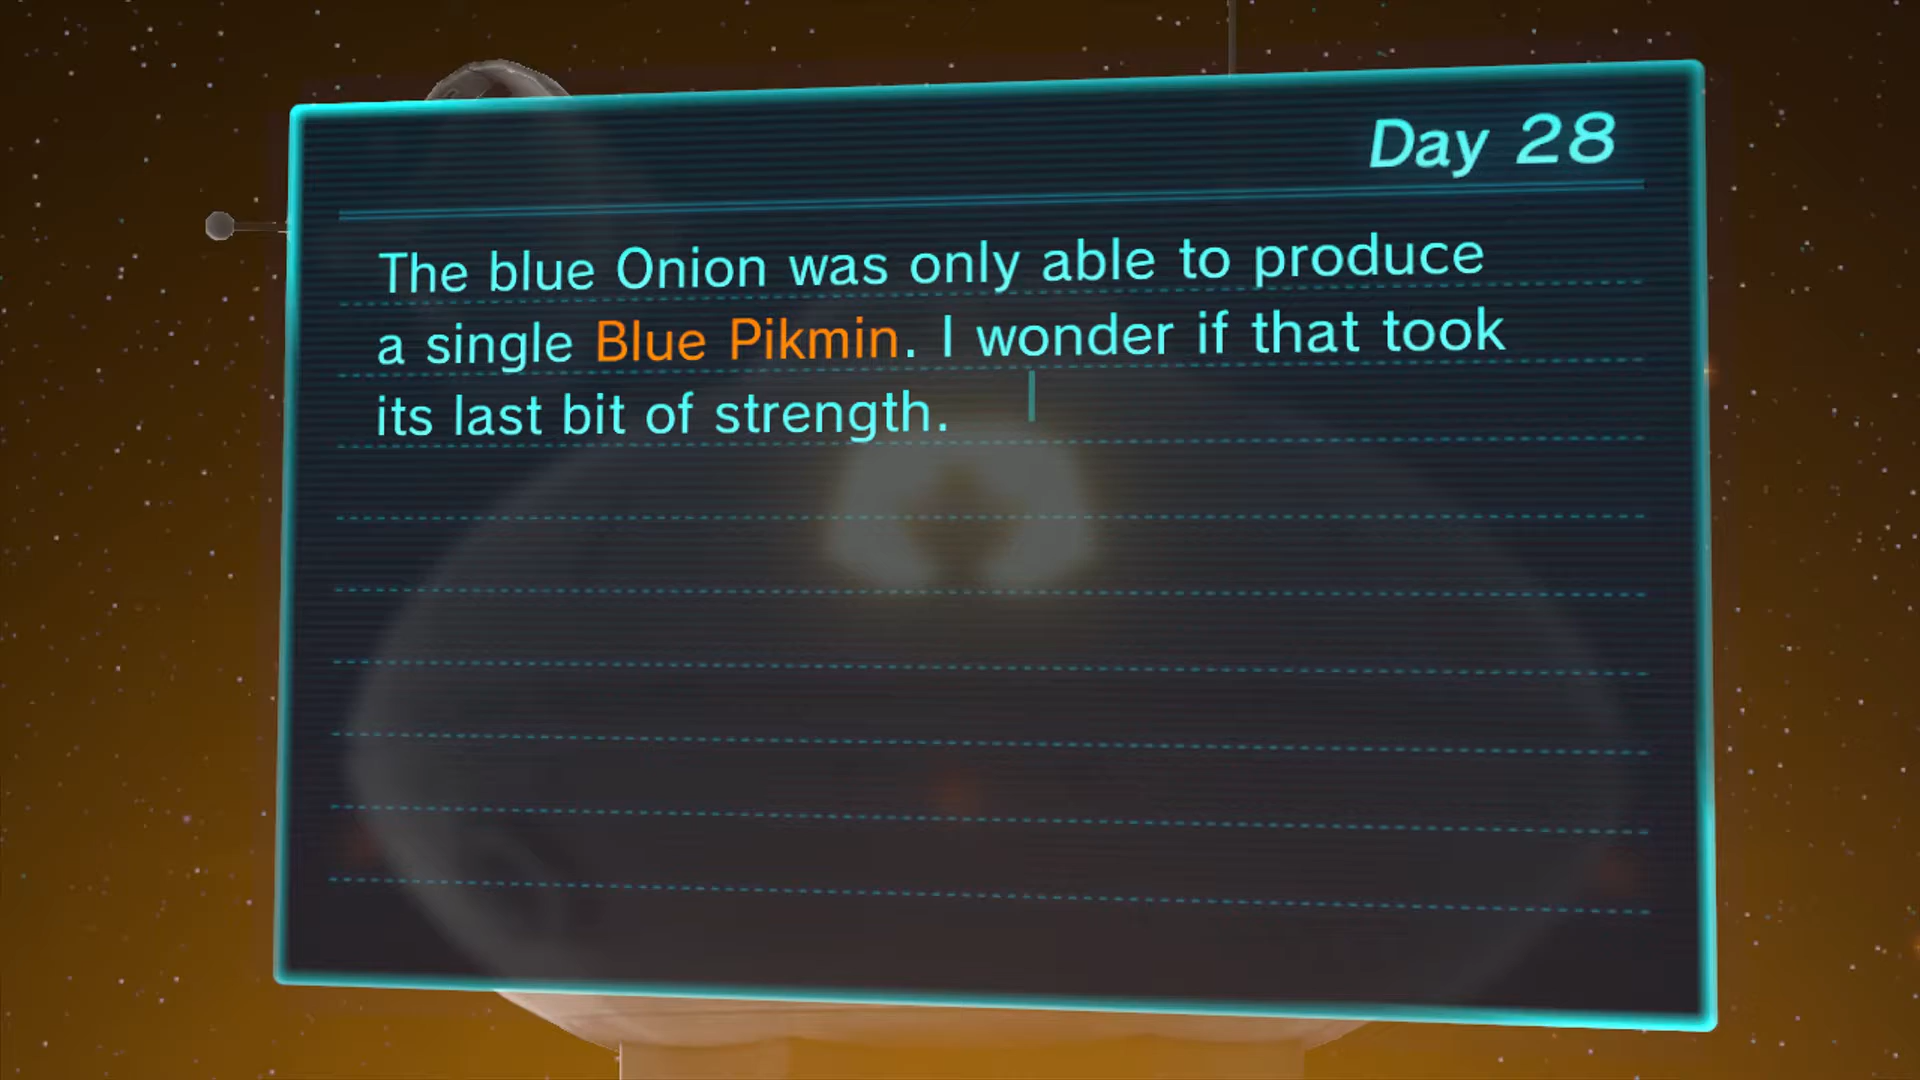 Day 28
The blue Onion was only able to produce
a single Blue Pikmin. I wonder if that took
its last bit of strength.